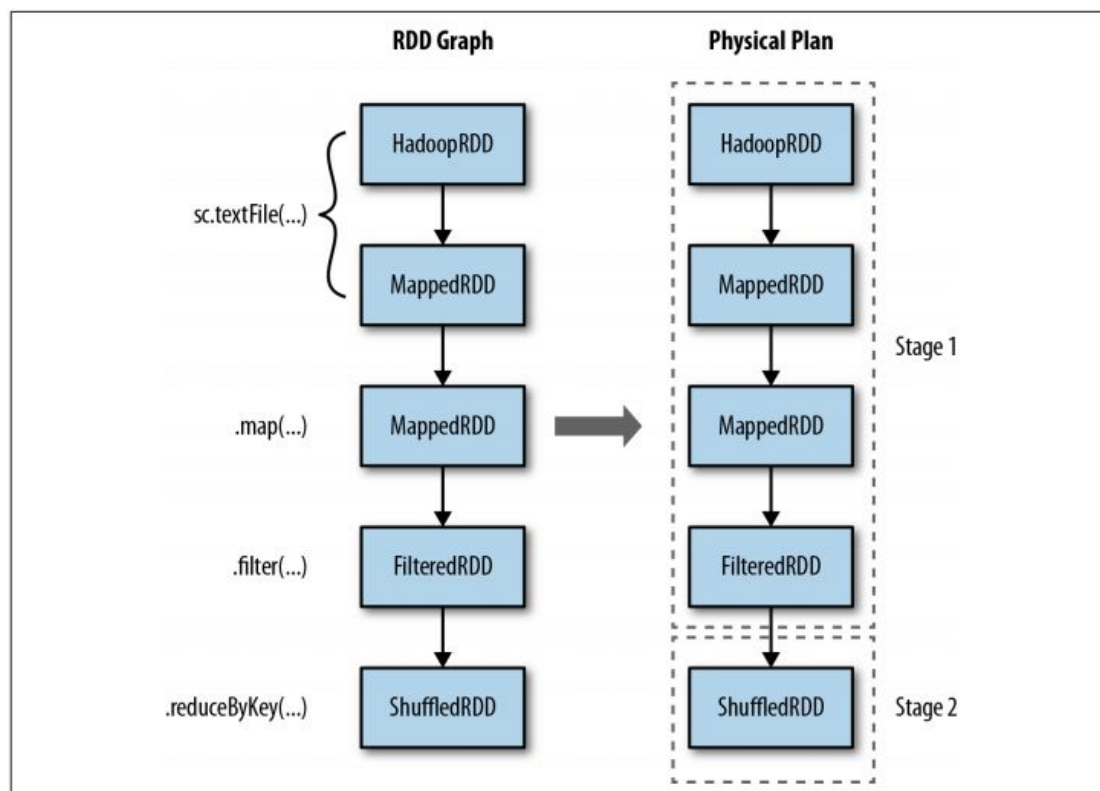 RDD Graph
Physical Plan
HadoopRDD
HadoopRDD
sc.textFile(...)
MappedRDD
MappedRDD
Stage 1
.map(...)
MappedRDD
MappedRDD
.filter(...)
FilteredRDD
FilteredRDD
.reduceByKey(...)
ShuffledRDD
ShuffledRDD
Stage 2